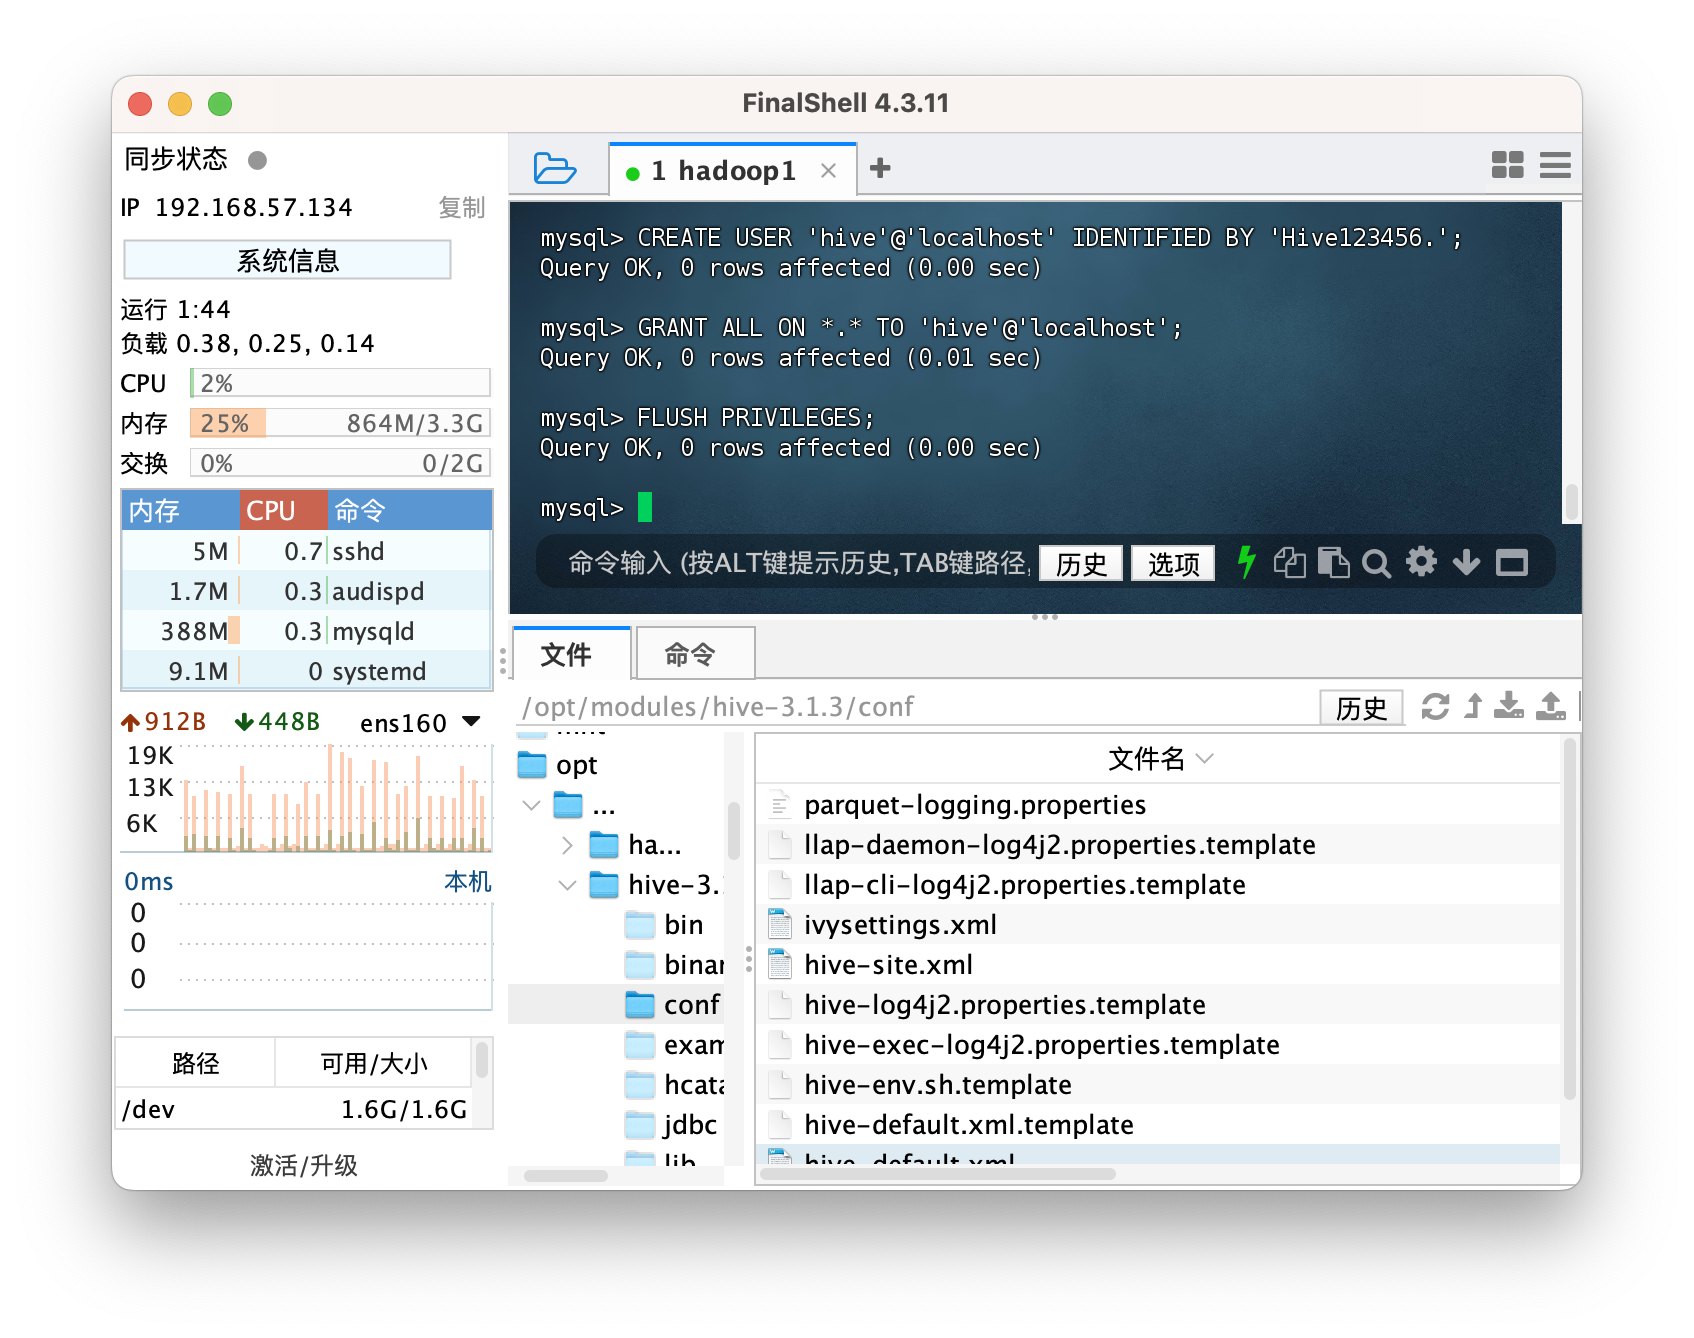 FinalShell 4.3.11
同步状态
IP 192.168.57.134 复制
系统信息
运行 1:44
负载 0.38, 0.25, 0.14
CPU 2%
内存 25% 864M/3.3G
交换 0% 0/2G
内存 CPU 命令
5M 0.7 sshd
1.7M 0.3 audispd
388M 0.3 mysqld
9.1M 0 systemd
912B 448B ens160
19K
13K
6K
0ms 本机
0
0
0
路径 可用/大小
/dev 1.6G/1.6G
激活/升级
1 hadoop1
mysql> CREATE USER 'hive'@'localhost' IDENTIFIED BY 'Hive123456.';
Query OK, 0 rows affected (0.00 sec)
mysql> GRANT ALL ON *.* TO 'hive'@'localhost';
Query OK, 0 rows affected (0.01 sec)
mysql> FLUSH PRIVILEGES;
Query OK, 0 rows affected (0.00 sec)
mysql>
命令输入 (按ALT键提示历史,TAB键路径, 历史 选项
文件 命令
/opt/modules/hive-3.1.3/conf 历史
opt
...
ha...
hive-3.
bin
binar
conf
exam
hcata
jdbc
lib
文件名
parquet-logging.properties
llap-daemon-log4j2.properties.template
llap-cli-log4j2.properties.template
ivysettings.xml
hive-site.xml
hive-log4j2.properties.template
hive-exec-log4j2.properties.template
hive-env.sh.template
hive-default.xml.template
hive-default.xml